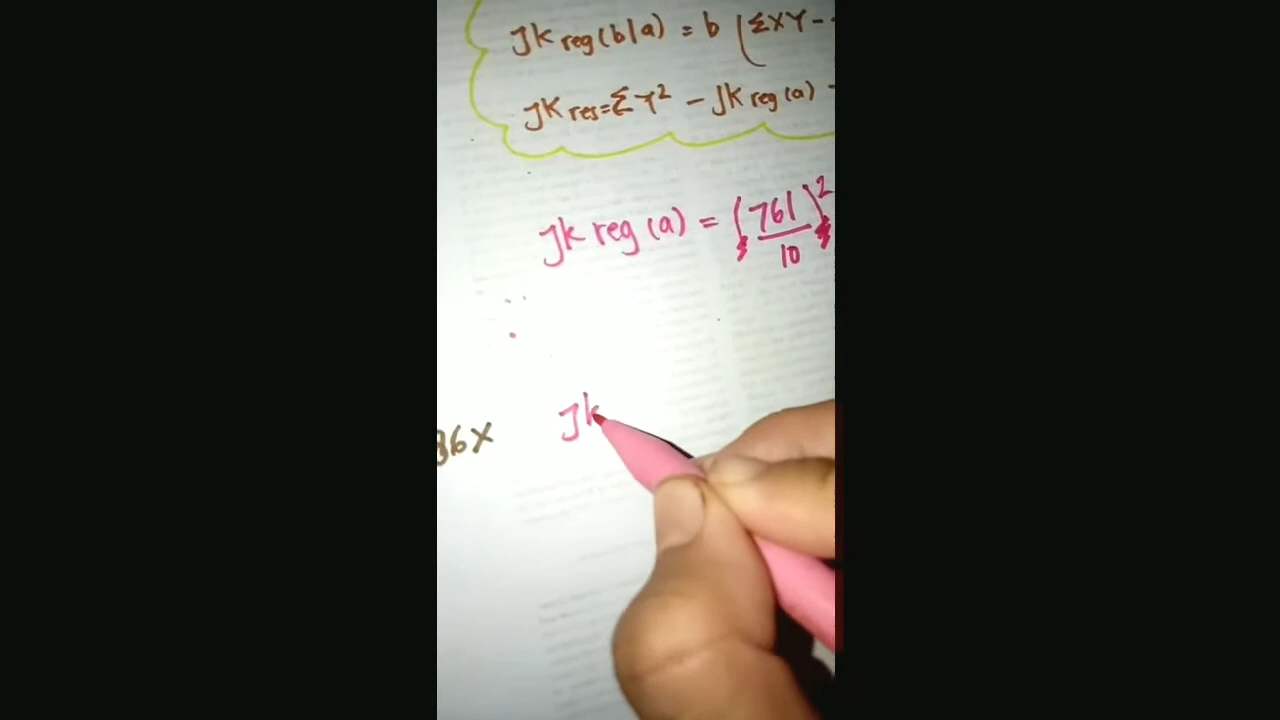 JK reg(b|a) = b (ΣXY -
JK res = ΣY² - JK reg(a) -
JK reg (a) = (761/10)²
36X
JK